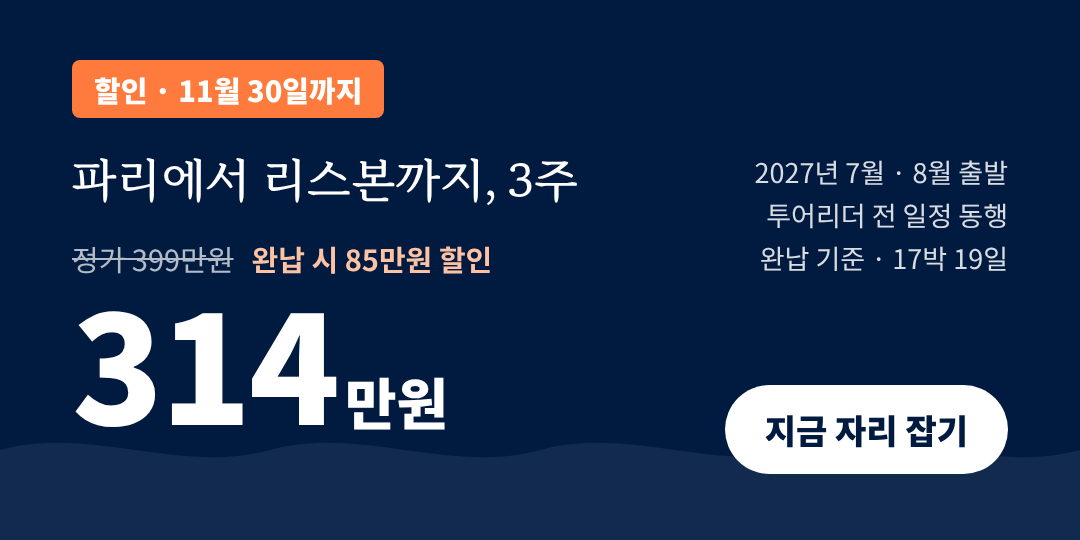 할인 · 11월 30일까지
파리에서 리스본까지, 3주
정가 399만원 완납 시 85만원 할인
314만원
2027년 7월 · 8월 출발
투어리더 전 일정 동행
완납 기준 · 17박 19일
지금 자리 잡기